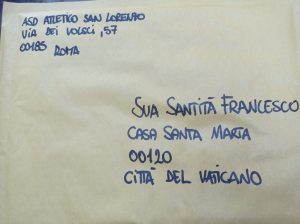 ASD ATLETICO SAN LORENZO
VIA DEI VOLSCI, 57
00185 ROMA
SUA SANTITÀ FRANCESCO
CASA SANTA MARTA
00120
CITTÀ DEL VATICANO